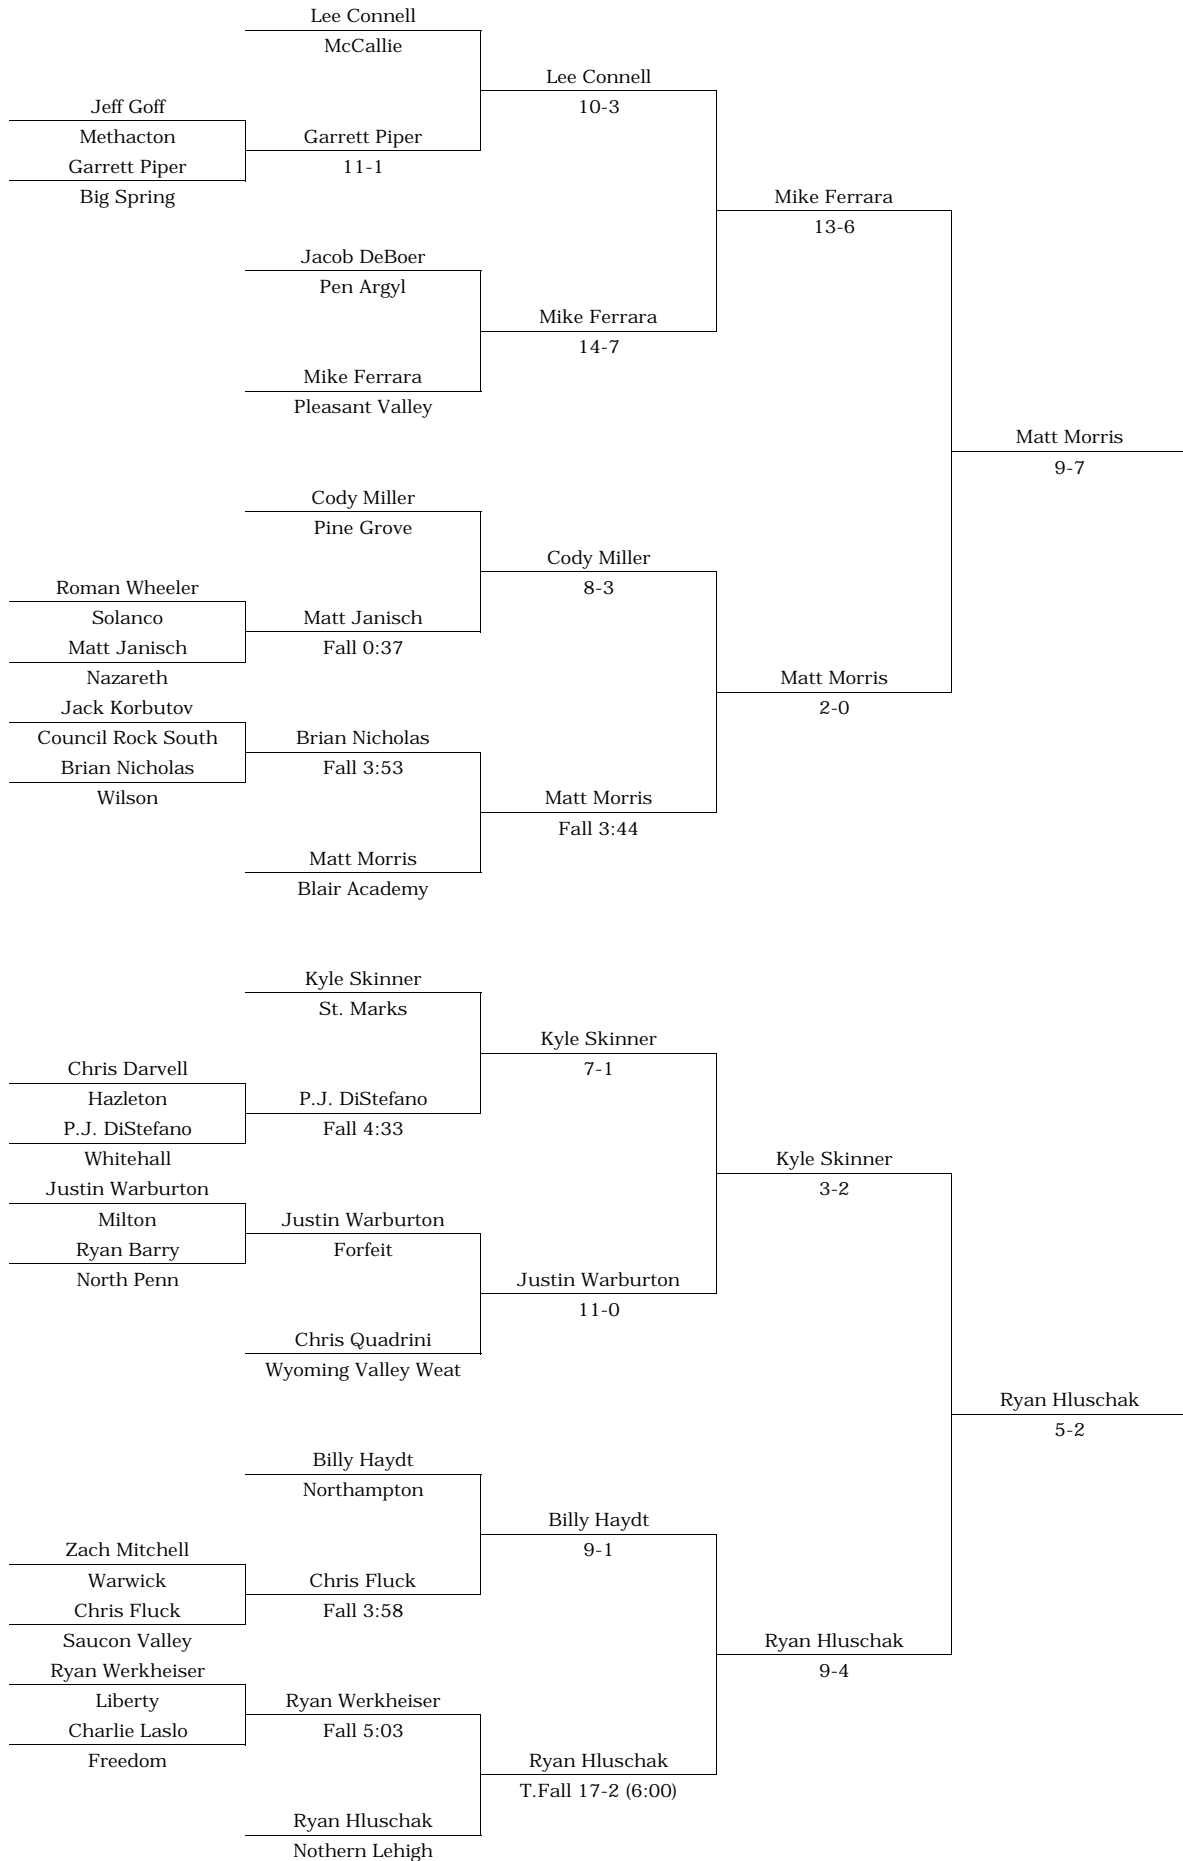 Lee Connell
McCallie
Lee Connell
10-3
Jeff Goff
Methacton
Garrett Piper
Garrett Piper
11-1
Big Spring
Mike Ferrara
13-6
Jacob DeBoer
Pen Argyl
Mike Ferrara
14-7
Mike Ferrara
Pleasant Valley
Matt Morris
9-7
Cody Miller
Pine Grove
Cody Miller
8-3
Roman Wheeler
Solanco
Matt Janisch
Matt Janisch
Fall 0:37
Nazareth
Matt Morris
2-0
Jack Korbutov
Council Rock South
Brian Nicholas
Brian Nicholas
Fall 3:53
Wilson
Matt Morris
Fall 3:44
Matt Morris
Blair Academy
Kyle Skinner
St. Marks
Kyle Skinner
7-1
Chris Darvell
Hazleton
P.J. DiStefano
P.J. DiStefano
Fall 4:33
Whitehall
Kyle Skinner
3-2
Justin Warburton
Milton
Justin Warburton
Ryan Barry
Forfeit
North Penn
Justin Warburton
11-0
Chris Quadrini
Wyoming Valley Weat
Ryan Hluschak
5-2
Billy Haydt
Northampton
Billy Haydt
9-1
Zach Mitchell
Warwick
Chris Fluck
Chris Fluck
Fall 3:58
Saucon Valley
Ryan Hluschak
9-4
Ryan Werkheiser
Liberty
Ryan Werkheiser
Charlie Laslo
Fall 5:03
Freedom
Ryan Hluschak
T.Fall 17-2 (6:00)
Ryan Hluschak
Nothern Lehigh